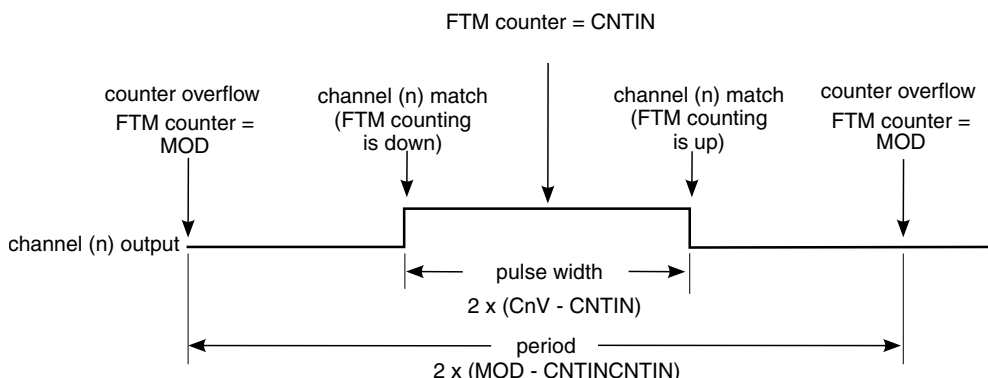 FTM counter = CNTIN
counter overflow
FTM counter =
MOD
channel (n) match
(FTM counting
is down)
channel (n) match
(FTM counting
is up)
counter overflow
FTM counter =
MOD
channel (n) output
pulse width
2 x (CnV - CNTIN)
period
2 x (MOD - CNTINCNTIN)